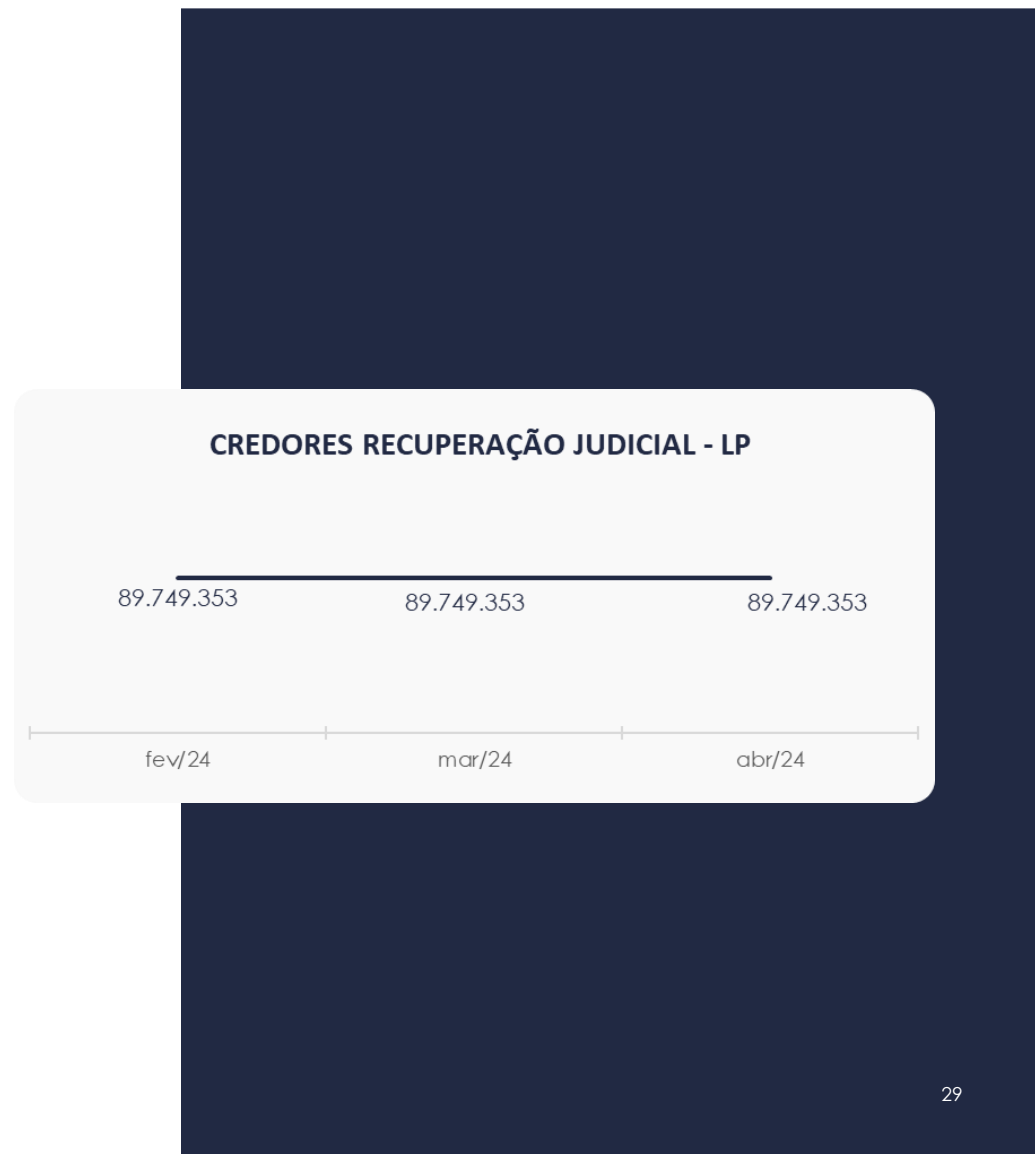 CREDORES RECUPERAÇÃO JUDICIAL - LP
89.749.353 89.749.353 89.749.353
fev/24 mar/24 abr/24
29